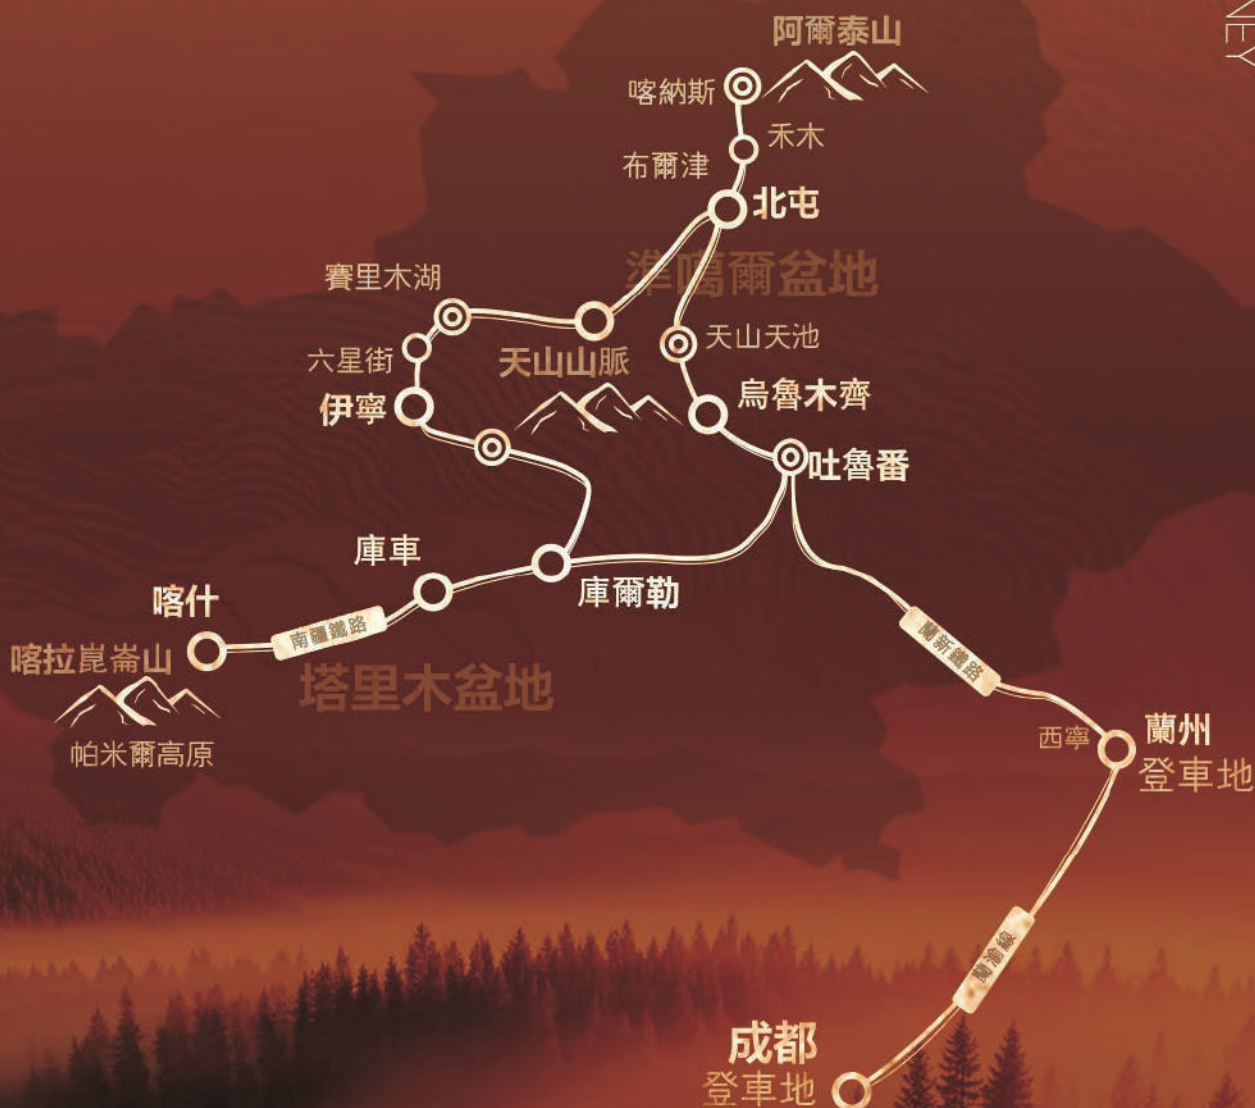 NEY
阿爾泰山
喀納斯
禾木
布爾津
北屯
準噶爾盆地
賽里木湖
天山天池
六星街
天山山脈
伊寧
烏魯木齊
吐魯番
庫車
庫爾勒
喀什
南疆鐵路
蘭新鐵路
喀拉崑崙山
塔里木盆地
帕米爾高原
西寧
蘭州
登車地
成都
登車地